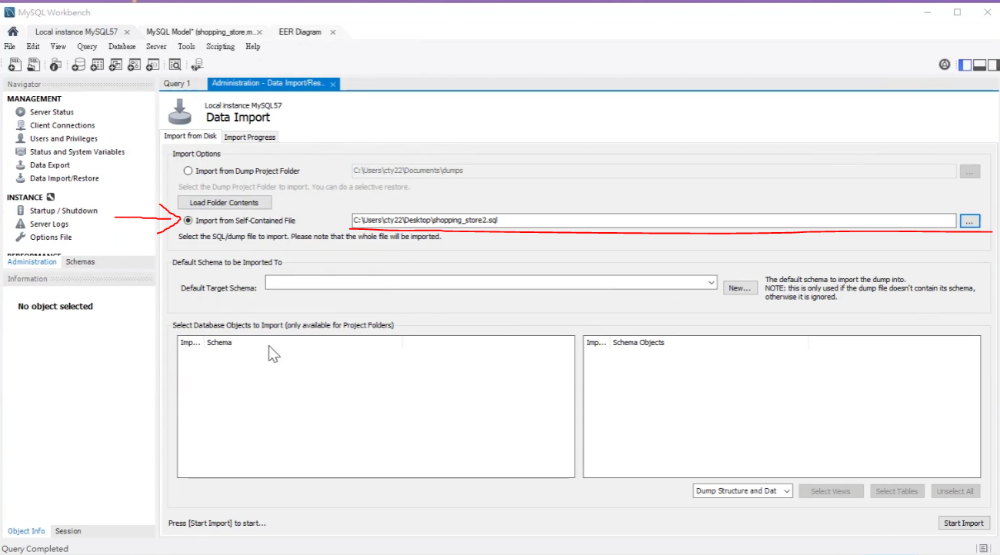 MySQL Workbench
Local instance MySQL57
MySQL Model* (shopping_store.m...
EER Diagram
File Edit View Query Database Server Tools Scripting Help
Navigator
MANAGEMENT
Server Status
Client Connections
Users and Privileges
Status and System Variables
Data Export
Data Import/Restore
INSTANCE
Startup / Shutdown
Server Logs
Options File
PERFORMANCE
Administration Schemas
Information
No object selected
Object Info Session
Query 1
Administration - Data Import/Res...
Local instance MySQL57
Data Import
Import from Disk Import Progress
Import Options
Import from Dump Project Folder
C:\Users\cty22\Documents\dumps
...
Select the Dump Project Folder to import. You can do a selective restore.
Load Folder Contents
Import from Self-Contained File
C:\Users\cty22\Desktop\shopping_store2.sql
...
Select the SQL/dump file to import. Please note that the whole file will be imported.
Default Schema to be Imported To
Default Target Schema:
New...
The default schema to import the dump into.
NOTE: this is only used if the dump file doesn't contain its schema,
otherwise it is ignored.
Select Database Objects to Import (only available for Project Folders)
Imp... Schema
Imp... Schema Objects
Dump Structure and Dat
Select Views
Select Tables
Unselect All
Press [Start Import] to start...
Start Import
Query Completed